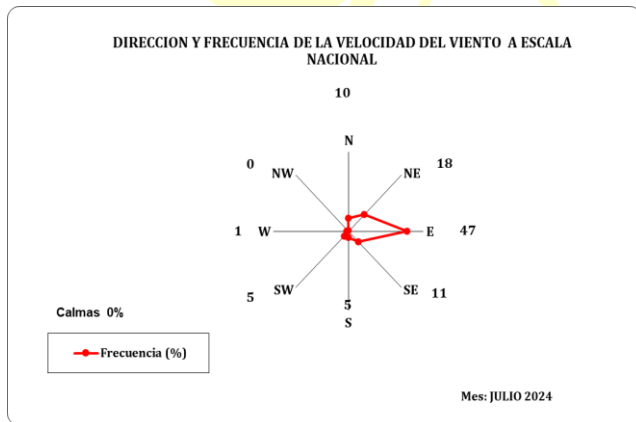 DIRECCION Y FRECUENCIA DE LA VELOCIDAD DEL VIENTO A ESCALA
NACIONAL
10
N
0
NW
NE
18
1
W
E
47
5
SW
SE
11
5
S
Calmas 0%
Frecuencia (%)
Mes: JULIO 2024